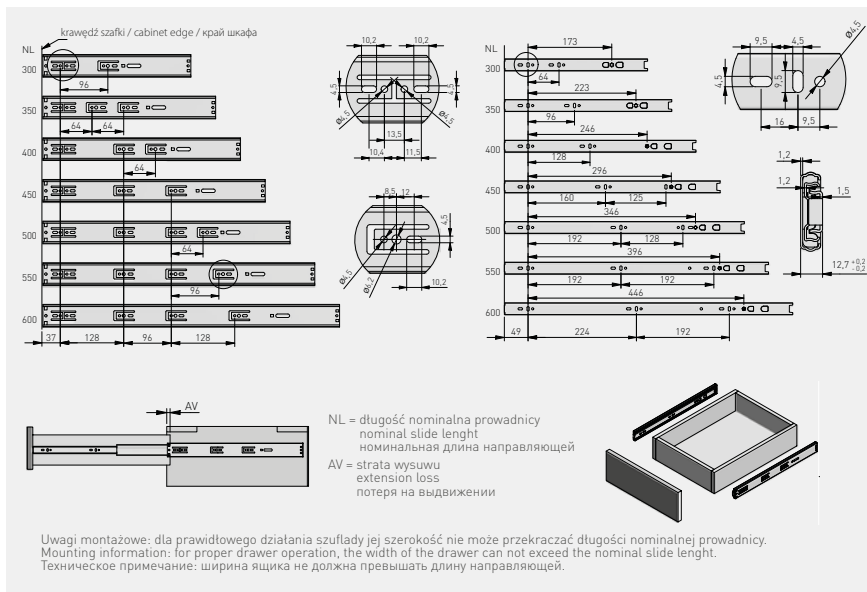 krawędź szafki / cabinet edge / край шкафа
NL
300
96
350
64 64
400
64
450
500
64
550
96
600
37 128 96 128
10,2 10,2
4,5 4,5
ø4,5 ø4,5
13,5
10,4 11,5
8,5 12
4,5
ø4,5
ø6,2
10,2
NL
173
300
64
223
350
96
246
400
128
296
450
160 125
346
500
192 128
396
550
192 192
446
600
49 224 192
9,5 4,5 ø4,5
4,5 9,5
16 9,5
1,2
1,2
1,5
12,7 +0,2
-0,2
AV
NL = długość nominalna prowadnicy
nominal slide lenght
номинальная длина направляющей
AV = strata wysuwu
extension loss
потеря на выдвижении
Uwagi montażowe: dla prawidłowego działania szuflady jej szerokość nie może przekraczać długości nominalnej prowadnicy.
Mounting information: for proper drawer operation, the width of the drawer can not exceed the nominal slide lenght.
Техническое примечание: ширина ящика не должна превышать длину направляющей.